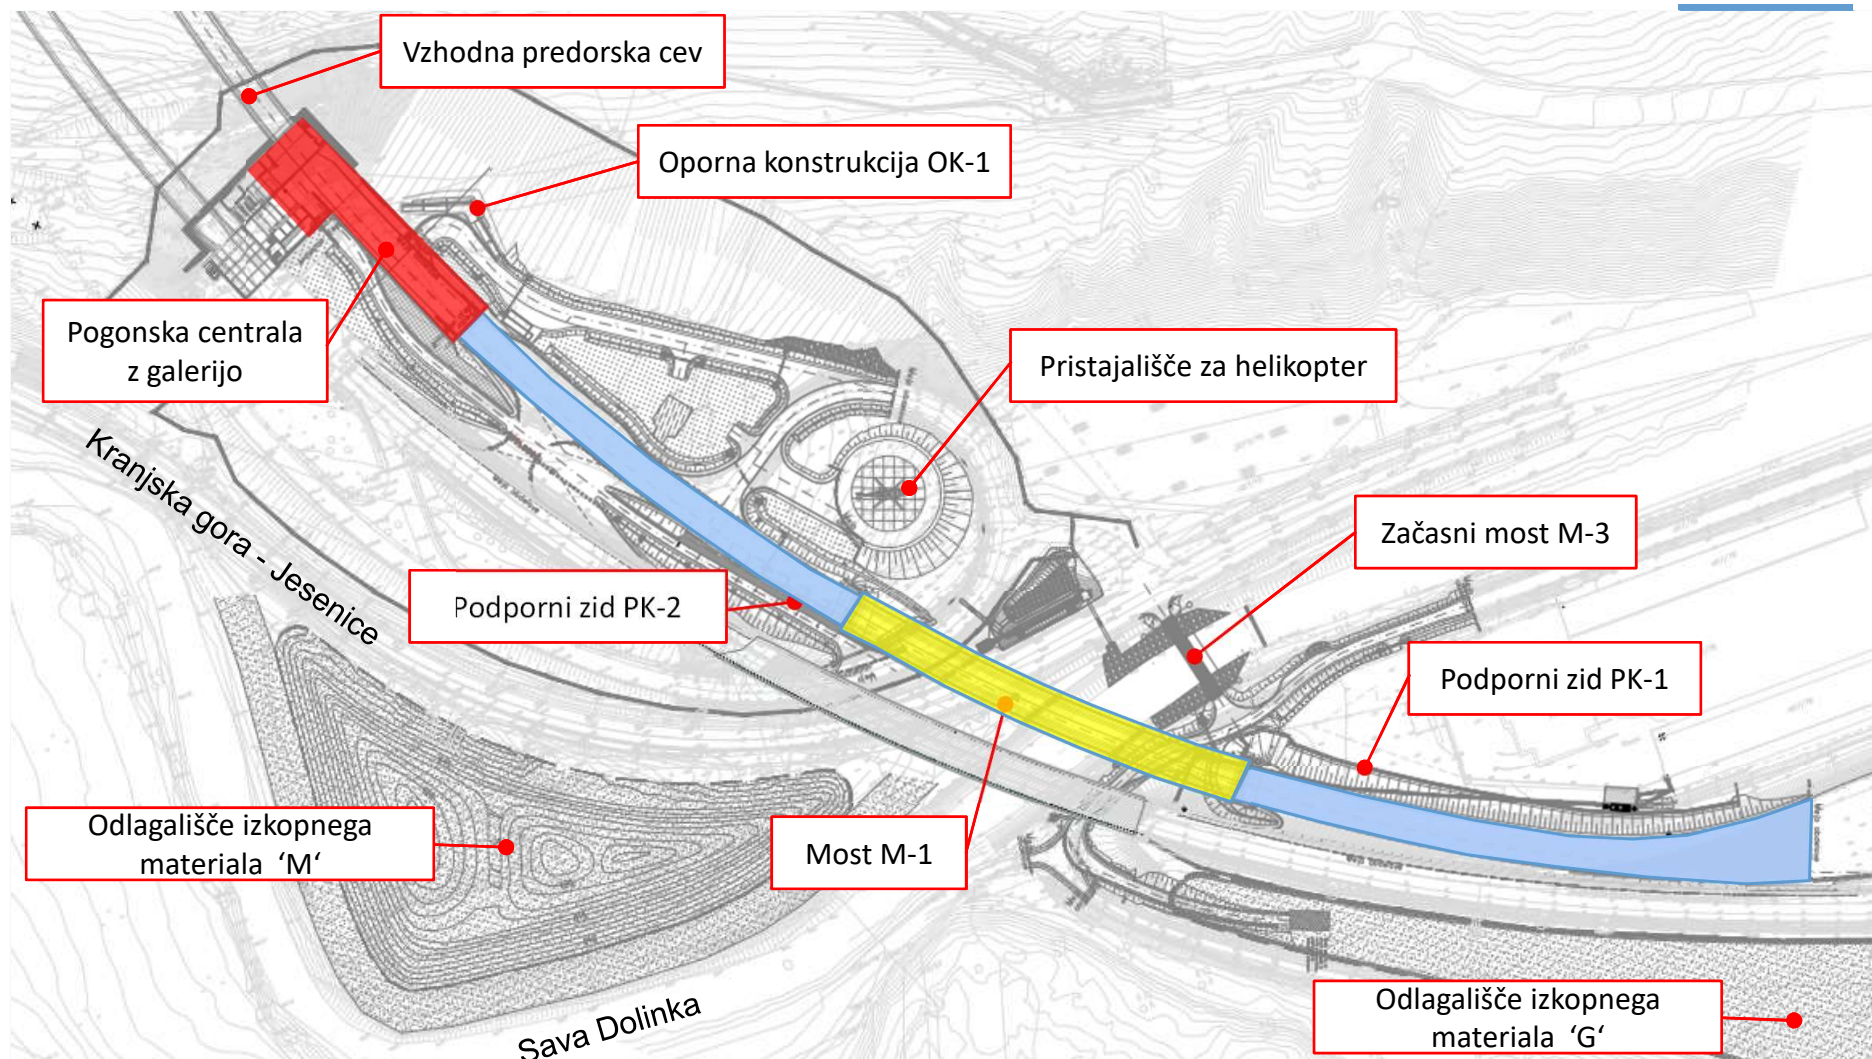 Vzhodna predorska cev
Oporna konstrukcija OK-1
Pogonska centrala
z galerijo
Pristajališče za helikopter
Kranjska gora - Jesenice
Začasni most M-3
Podporni zid PK-2
Podporni zid PK-1
Odlagališče izkopnega
materiala ‘M‘
Most M-1
Sava Dolinka
Odlagališče izkopnega
materiala ‘G‘